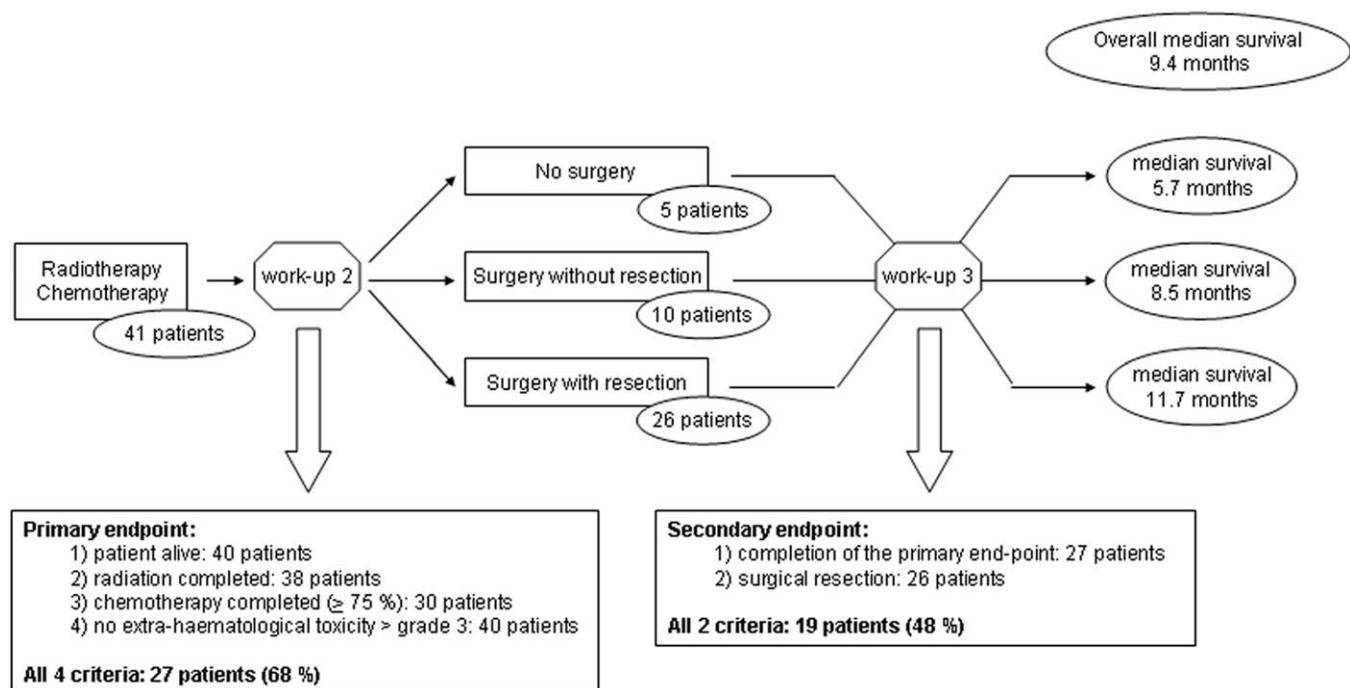 Overall median survival
9.4 months
No surgery
5 patients
median survival
5.7 months
Radiotherapy
Chemotherapy
41 patients
work-up 2
Surgery without resection
10 patients
work-up 3
median survival
8.5 months
Surgery with resection
26 patients
median survival
11.7 months
Primary endpoint:
1) patient alive: 40 patients
2) radiation completed: 38 patients
3) chemotherapy completed (≥ 75 %): 30 patients
4) no extra-haematological toxicity > grade 3: 40 patients
All 4 criteria: 27 patients (68 %)
Secondary endpoint:
1) completion of the primary end-point: 27 patients
2) surgical resection: 26 patients
All 2 criteria: 19 patients (48 %)